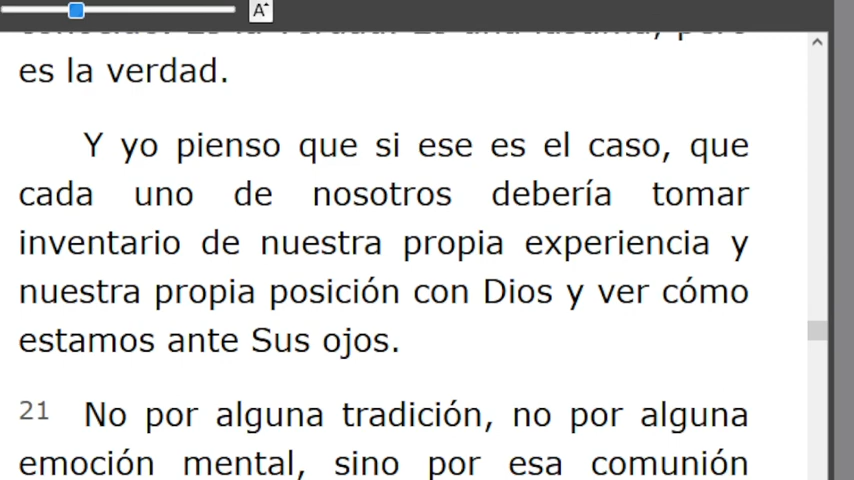 A
es la verdad.
Y yo pienso que si ese es el caso, que
cada uno de nosotros debería tomar
inventario de nuestra propia experiencia y
nuestra propia posición con Dios y ver cómo
estamos ante Sus ojos.
21 No por alguna tradición, no por alguna
emoción mental, sino por esa comunión